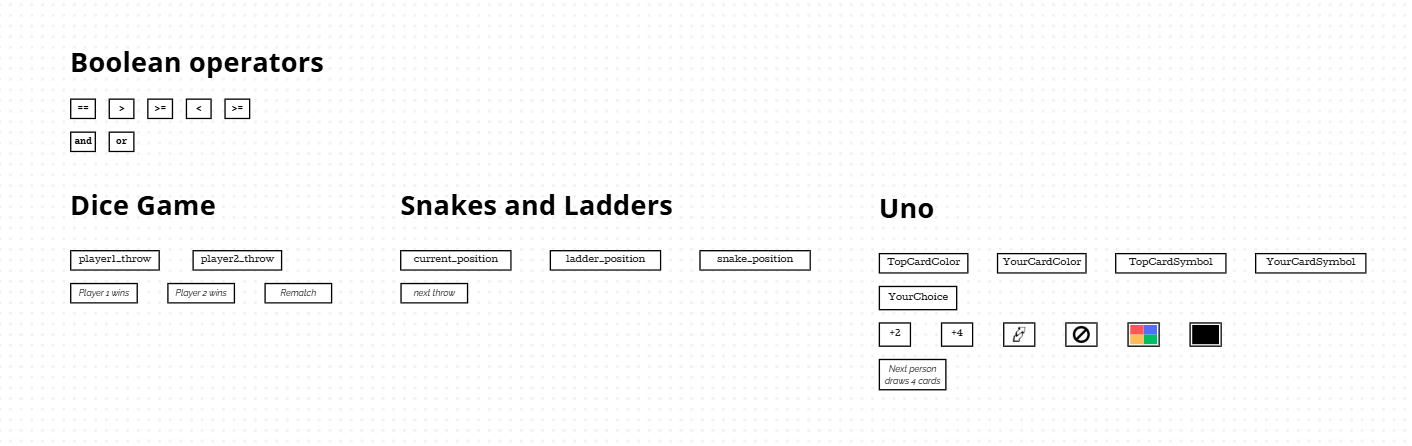 Boolean operators
== > >= < >=
and or
Dice Game
player1_throw player2_throw
Player 1 wins Player 2 wins Rematch
Snakes and Ladders
current_position ladder_position snake_position
next throw
Uno
TopCardColor YourCardColor TopCardSymbol YourCardSymbol
YourChoice
+2 +4
Next person
draws 4 cards